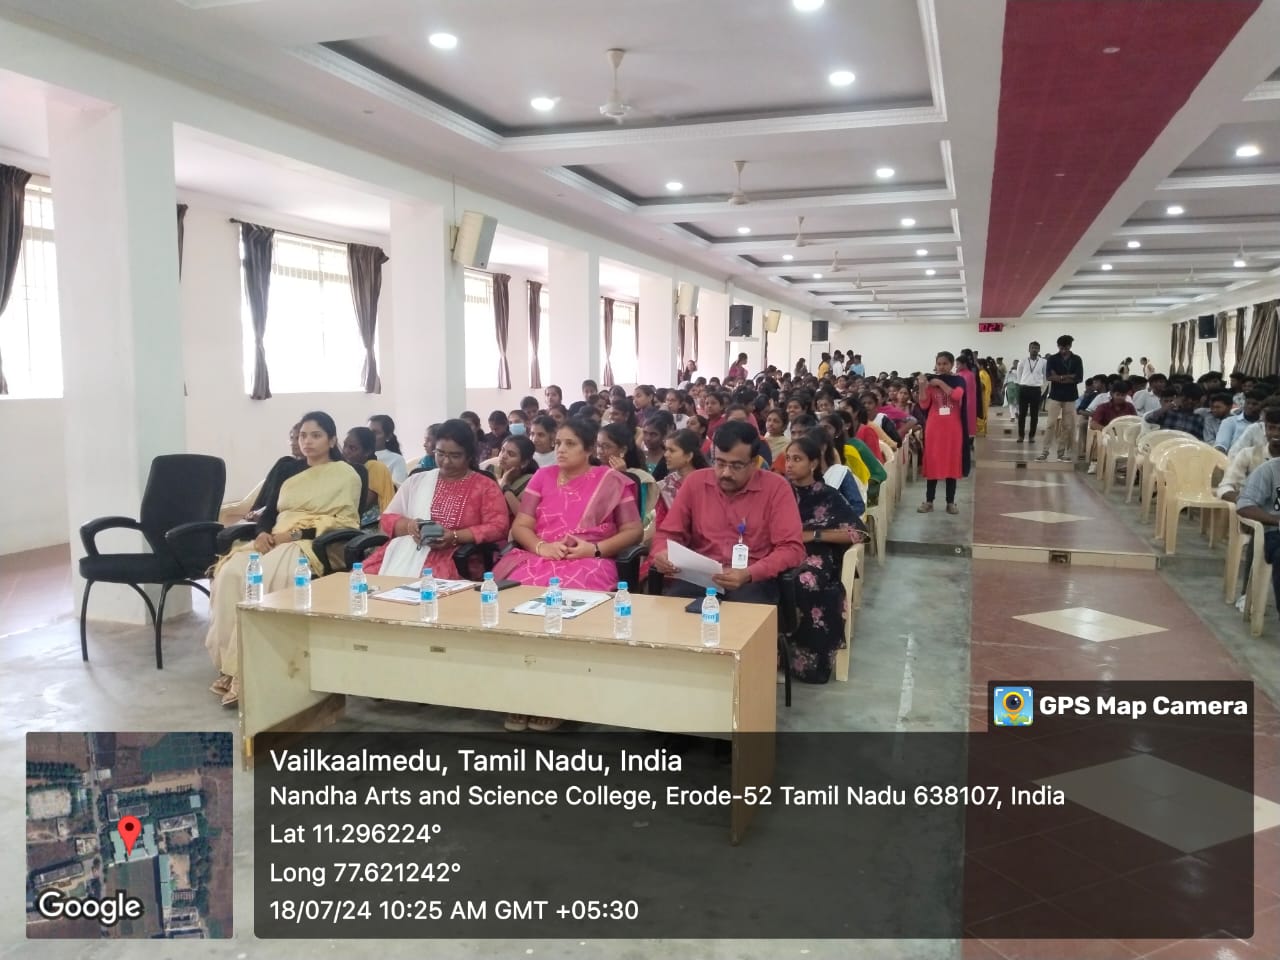 GPS Map Camera
Vailkaalmedu, Tamil Nadu, India
Nandha Arts and Science College, Erode-52 Tamil Nadu 638107, India
Lat 11.296224°
Long 77.621242°
18/07/24 10:25 AM GMT +05:30
Google